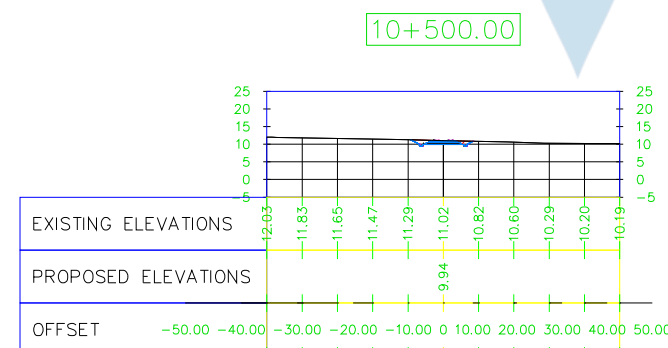 10+500.00
25 25
20 20
15 15
10 10
5 5
0 0
-5 -5
EXISTING ELEVATIONS 12.03 11.83 11.65 11.47 11.29 11.02 10.82 10.60 10.29 10.20 10.19
PROPOSED ELEVATIONS 9.94
OFFSET -50.00 -40.00 -30.00 -20.00 -10.00 0 10.00 20.00 30.00 40.00 50.00